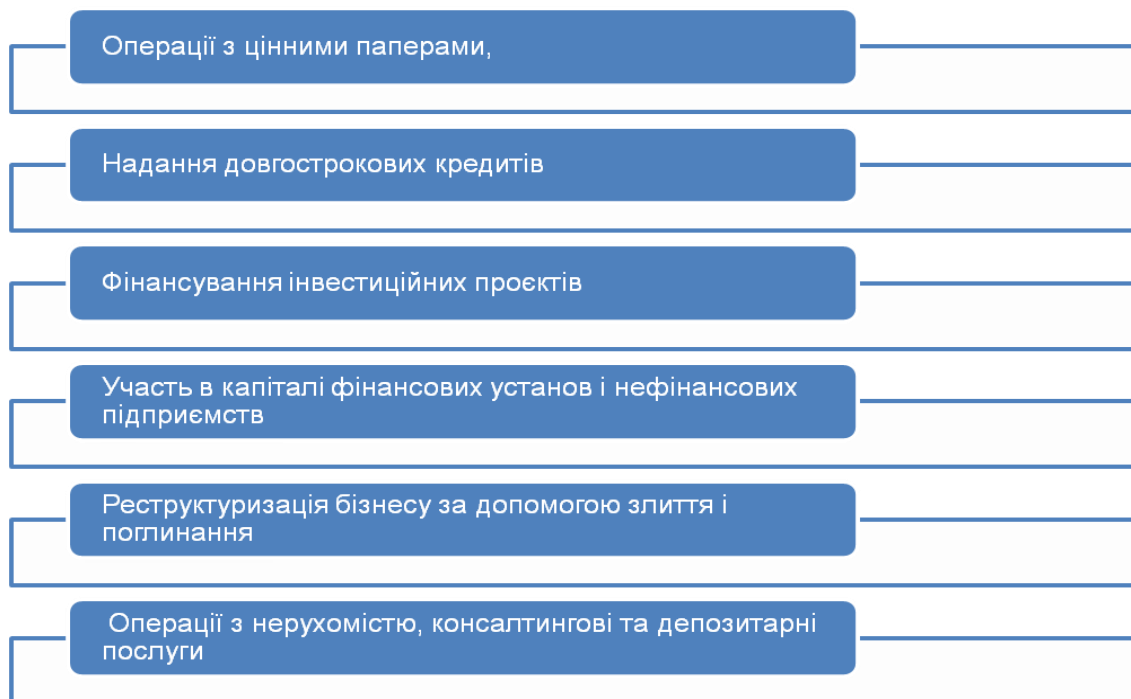 Операції з цінними паперами,
Надання довгострокових кредитів
Фінансування інвестиційних проєктів
Участь в капіталі фінансових установ і нефінансових
підприємств
Реструктуризація бізнесу за допомогою злиття і
поглинання
Операції з нерухомістю, консалтингові та депозитарні
послуги